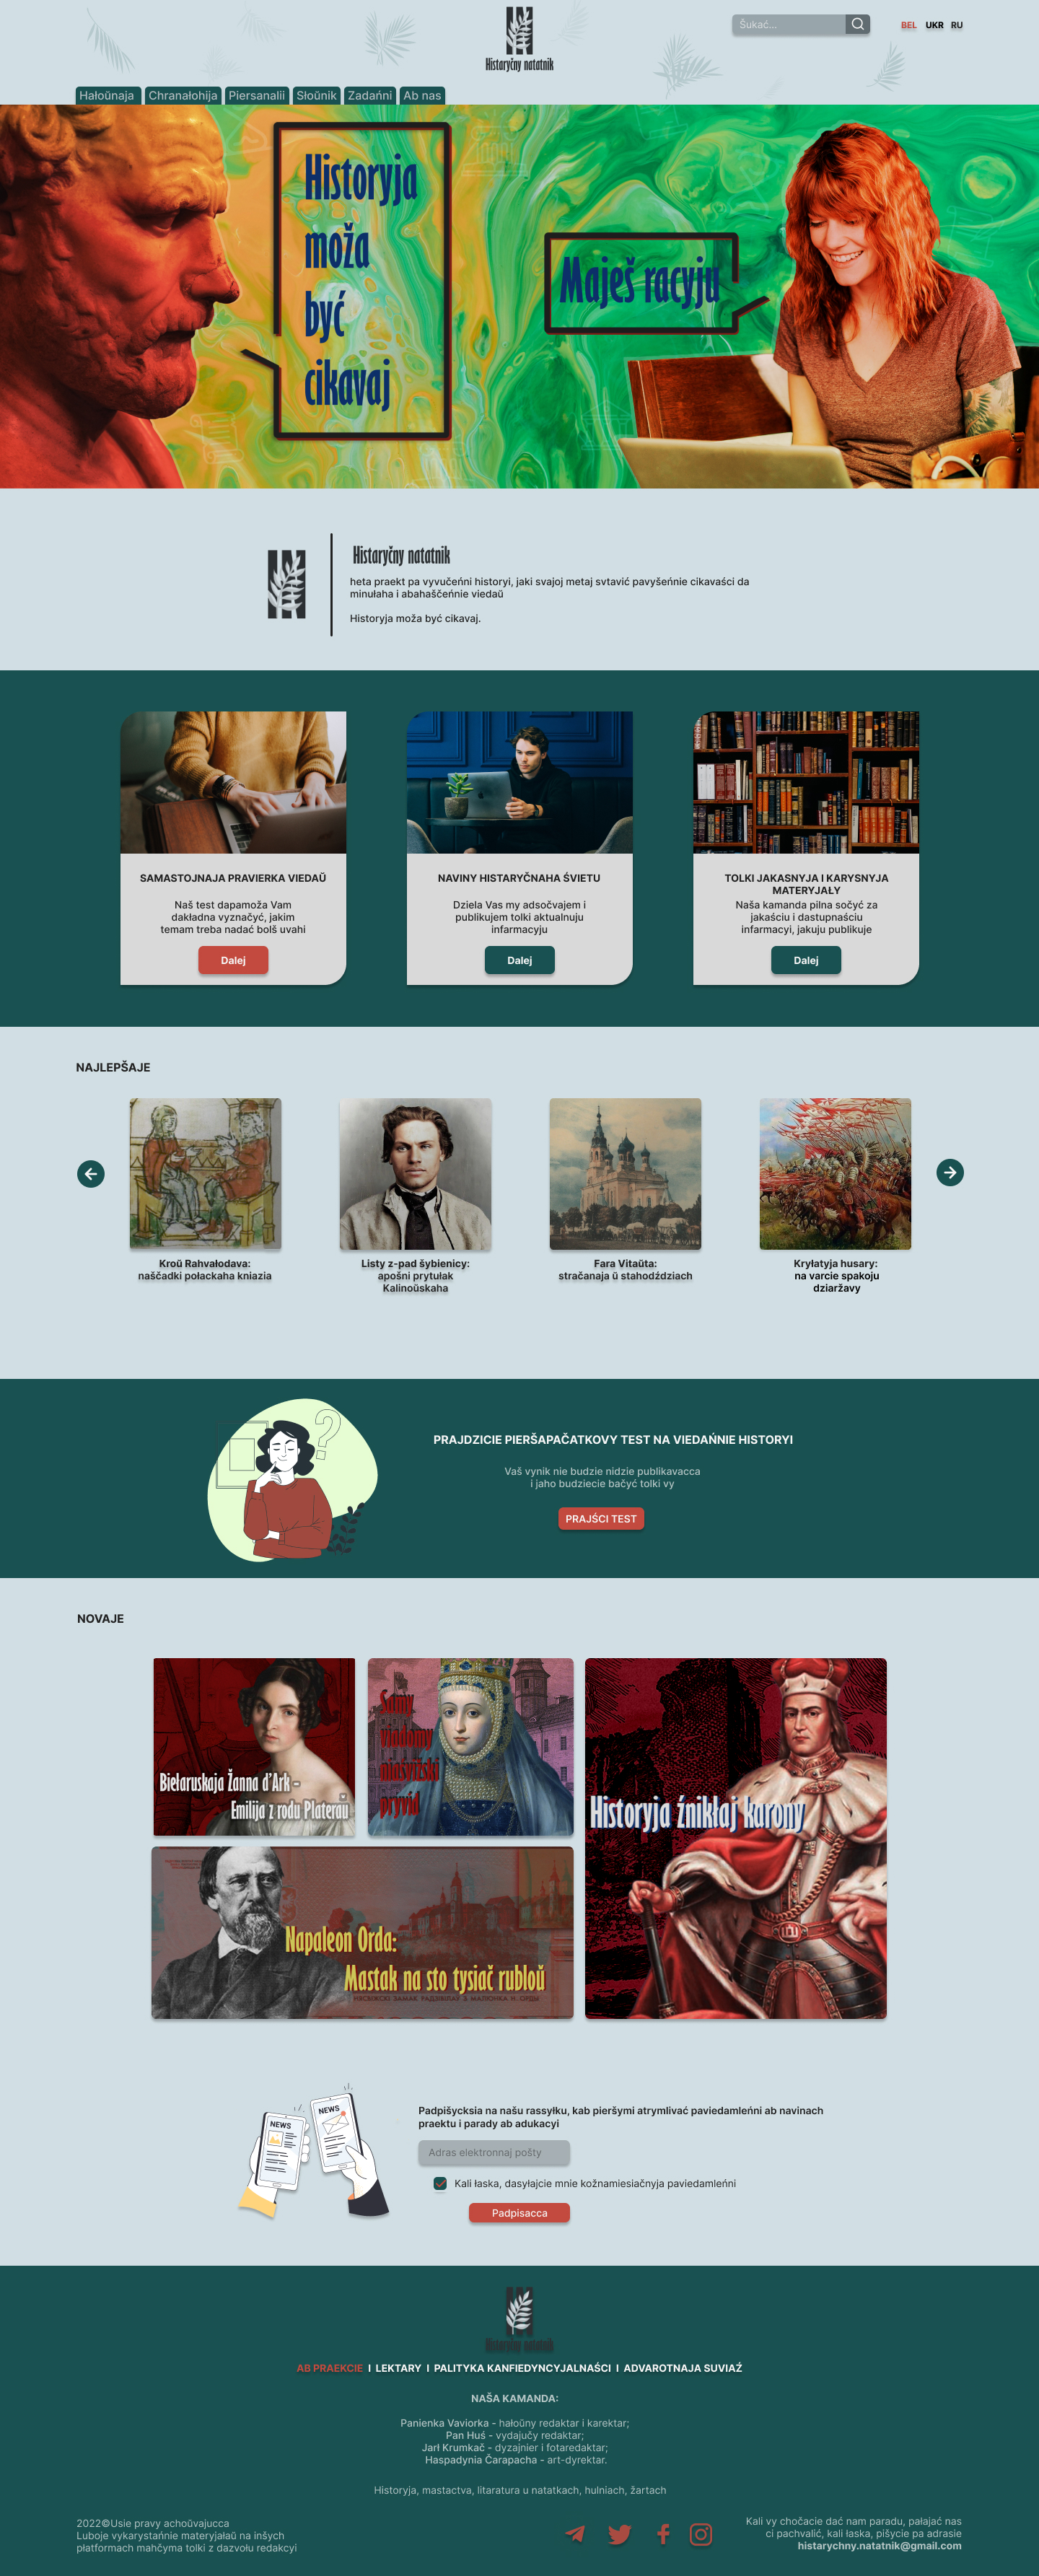 Šukać...
BEL UKR RU
Histaryčny natatnik
Hałoŭnaja Chranałohija Piersanalii Słoŭnik Zadańni Ab nas
Historyja
moža
być
cikavaj
Maješ racyju
Histaryčny natatnik
heta praekt pa vyvučeńni historyi, jaki svajoj metaj svtavić pavyšeńnie cikavaści da
minułaha i abahaščeńnie viedaŭ
Historyja moža być cikavaj.
SAMASTOJNAJA PRAVIERKA VIEDAŬ
Naš test dapamoža Vam
dakładna vyznačyć, jakim
temam treba nadać bolš uvahi
Dalej
NAVINY HISTARYČNAHA ŚVIETU
Dziela Vas my adsočvajem i
publikujem tolki aktualnuju
infarmacyju
Dalej
TOLKI JAKASNYJA I KARYSNYJA
MATERYJAŁY
Naša kamanda pilna sočyć za
jakaściu i dastupnaściu
infarmacyi, jakuju publikuje
Dalej
NAJLEPŠAJE
Kroŭ Rahvałodava:
naščadki połackaha kniazia
Listy z-pad šybienicy:
apošni prytułak
Kalinoŭskaha
Fara Vitaŭta:
stračanaja ŭ stahodździach
Kryłatyja husary:
na varcie spakoju
dziaržavy
PRAJDZICIE PIERŠAPAČATKOVY TEST NA VIEDAŃNIE HISTORYI
Vaš vynik nie budzie nidzie publikavacca
i jaho budziecie bačyć tolki vy
PRAJŚCI TEST
NOVAJE
Biełaruskaja Žanna d'Ark -
Emilija z rodu Plateraŭ
Samy
viadomy
niaśvižski
pryvid
Historyja źnikłaj karony
Napaleon Orda:
Mastak na sto tysiač rubloŭ
NEWS
NEWS
Padpišycksia na našu rassyłku, kab pieršymi atrymlivać paviedamleńni ab navinach
praektu i parady ab adukacyi
Adras elektronnaj pošty
Kali łaska, dasyłajcie mnie kožnamiesiačnyja paviedamleńni
Padpisacca
Histaryčny natatnik
AB PRAEKCIE I LEKTARY I PALITYKA KANFIEDYNCYJALNAŚCI I ADVAROTNAJA SUVIAŹ
NAŠA KAMANDA:
Panienka Vaviorka - hałoŭny redaktar i karektar;
Pan Huś - vydajučy redaktar;
Jarł Krumkač - dyzajnier i fotaredaktar;
Haspadynia Čarapacha - art-dyrektar.
Historyja, mastactva, litaratura u natatkach, hulniach, žartach
2022©Usie pravy achoŭvajucca
Luboje vykarystańnie materyjałaŭ na inšych
płatformach mahčyma tolki z dazvołu redakcyi
Kali vy chočacie dać nam paradu, pałajać nas
ci pachvalić, kali łaska, pišycie pa adrasie
histarychny.natatnik@gmail.com